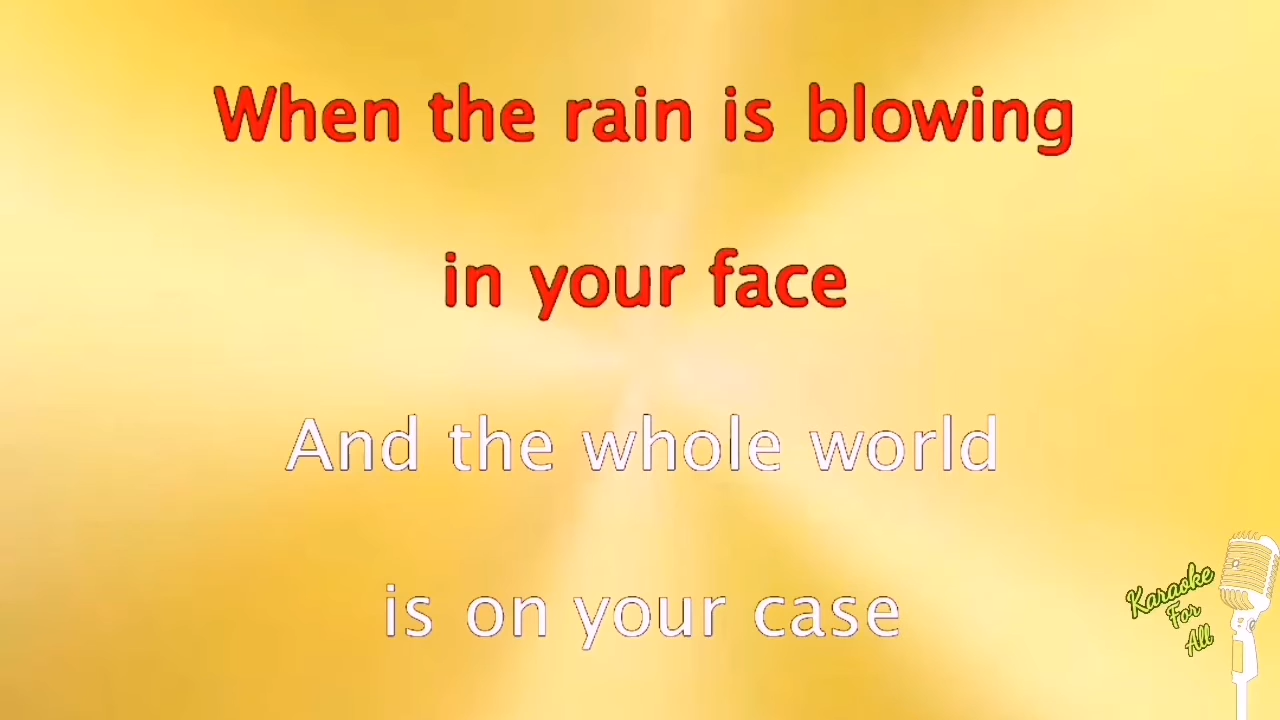 When the rain is blowing
in your face
And the whole world
is on your case
Karaoke
For
All